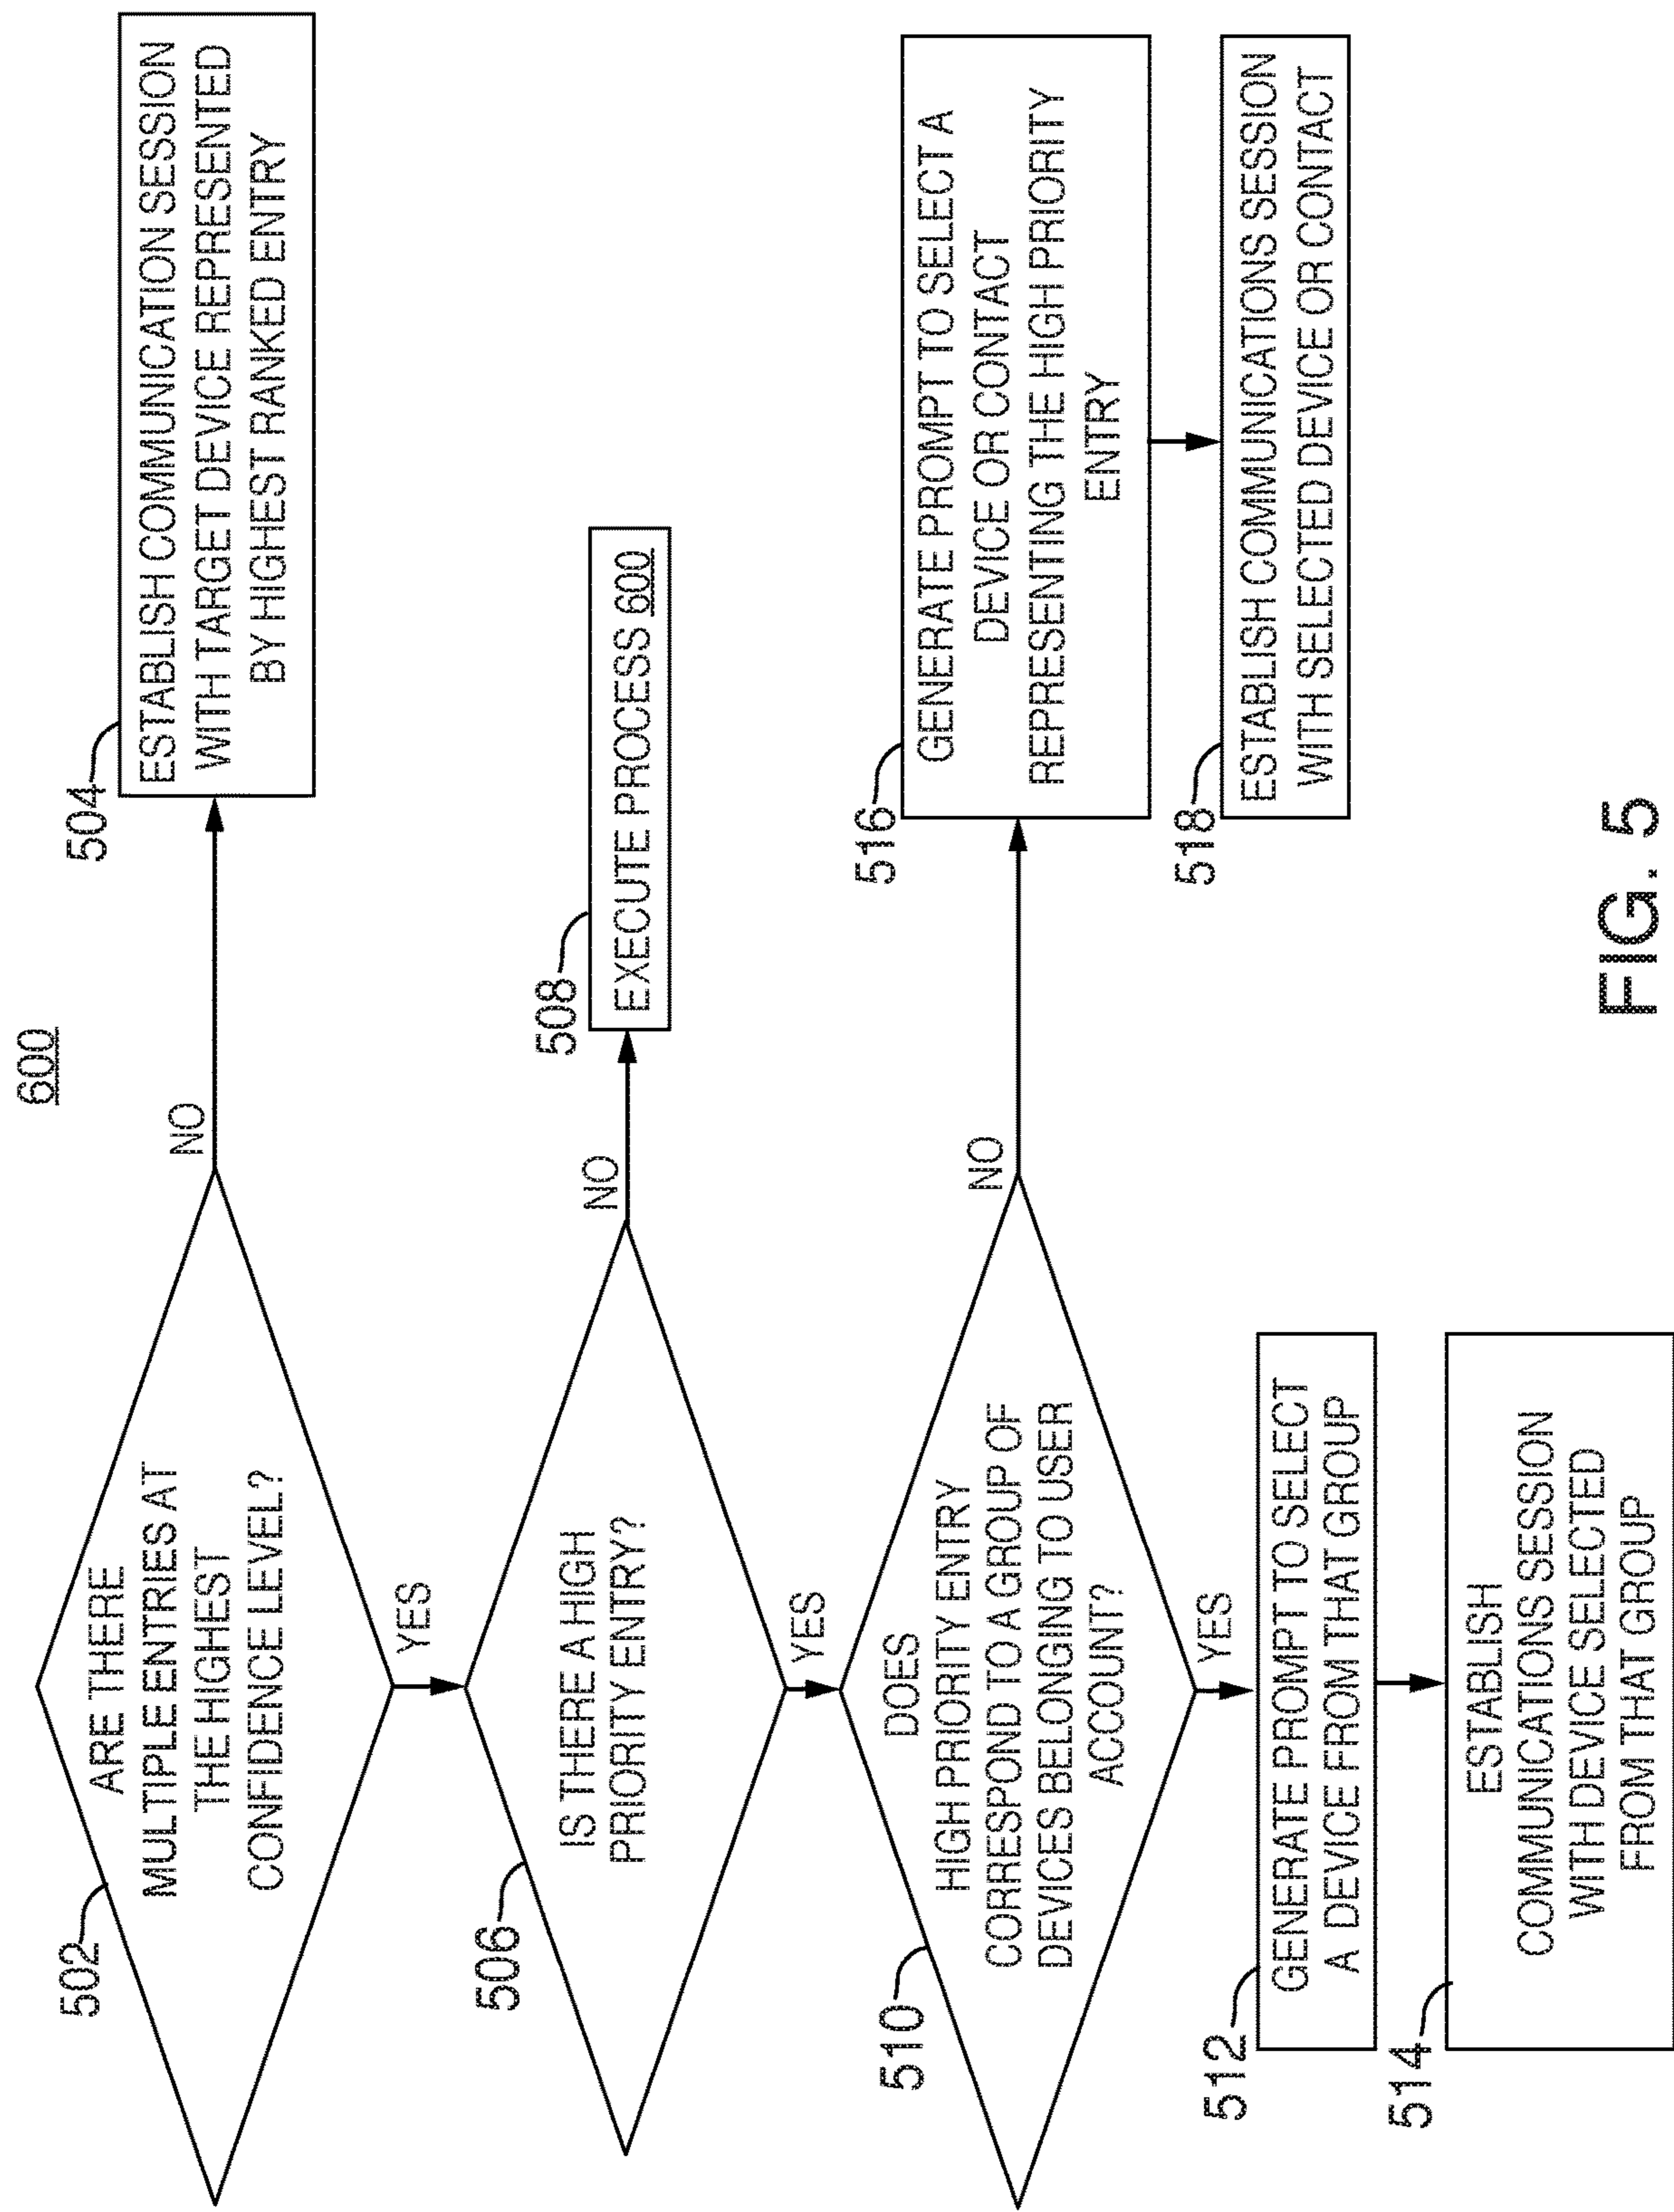 600
502
ARE THERE
MULTIPLE ENTRIES AT
THE HIGHEST
CONFIDENCE LEVEL?
NO
504
ESTABLISH COMMUNICATION SESSION
WITH TARGET DEVICE REPRESENTED
BY HIGHEST RANKED ENTRY
YES
506
IS THERE A HIGH
PRIORITY ENTRY?
NO
508
EXECUTE PROCESS 600
YES
510
DOES
HIGH PRIORITY ENTRY
CORRESPOND TO A GROUP OF
DEVICES BELONGING TO USER
ACCOUNT?
NO
516
GENERATE PROMPT TO SELECT A
DEVICE OR CONTACT
REPRESENTING THE HIGH PRIORITY
ENTRY
518
ESTABLISH COMMUNICATIONS SESSION
WITH SELECTED DEVICE OR CONTACT
YES
512
GENERATE PROMPT TO SELECT
A DEVICE FROM THAT GROUP
514
ESTABLISH
COMMUNICATIONS SESSION
WITH DEVICE SELECTED
FROM THAT GROUP
FIG. 5